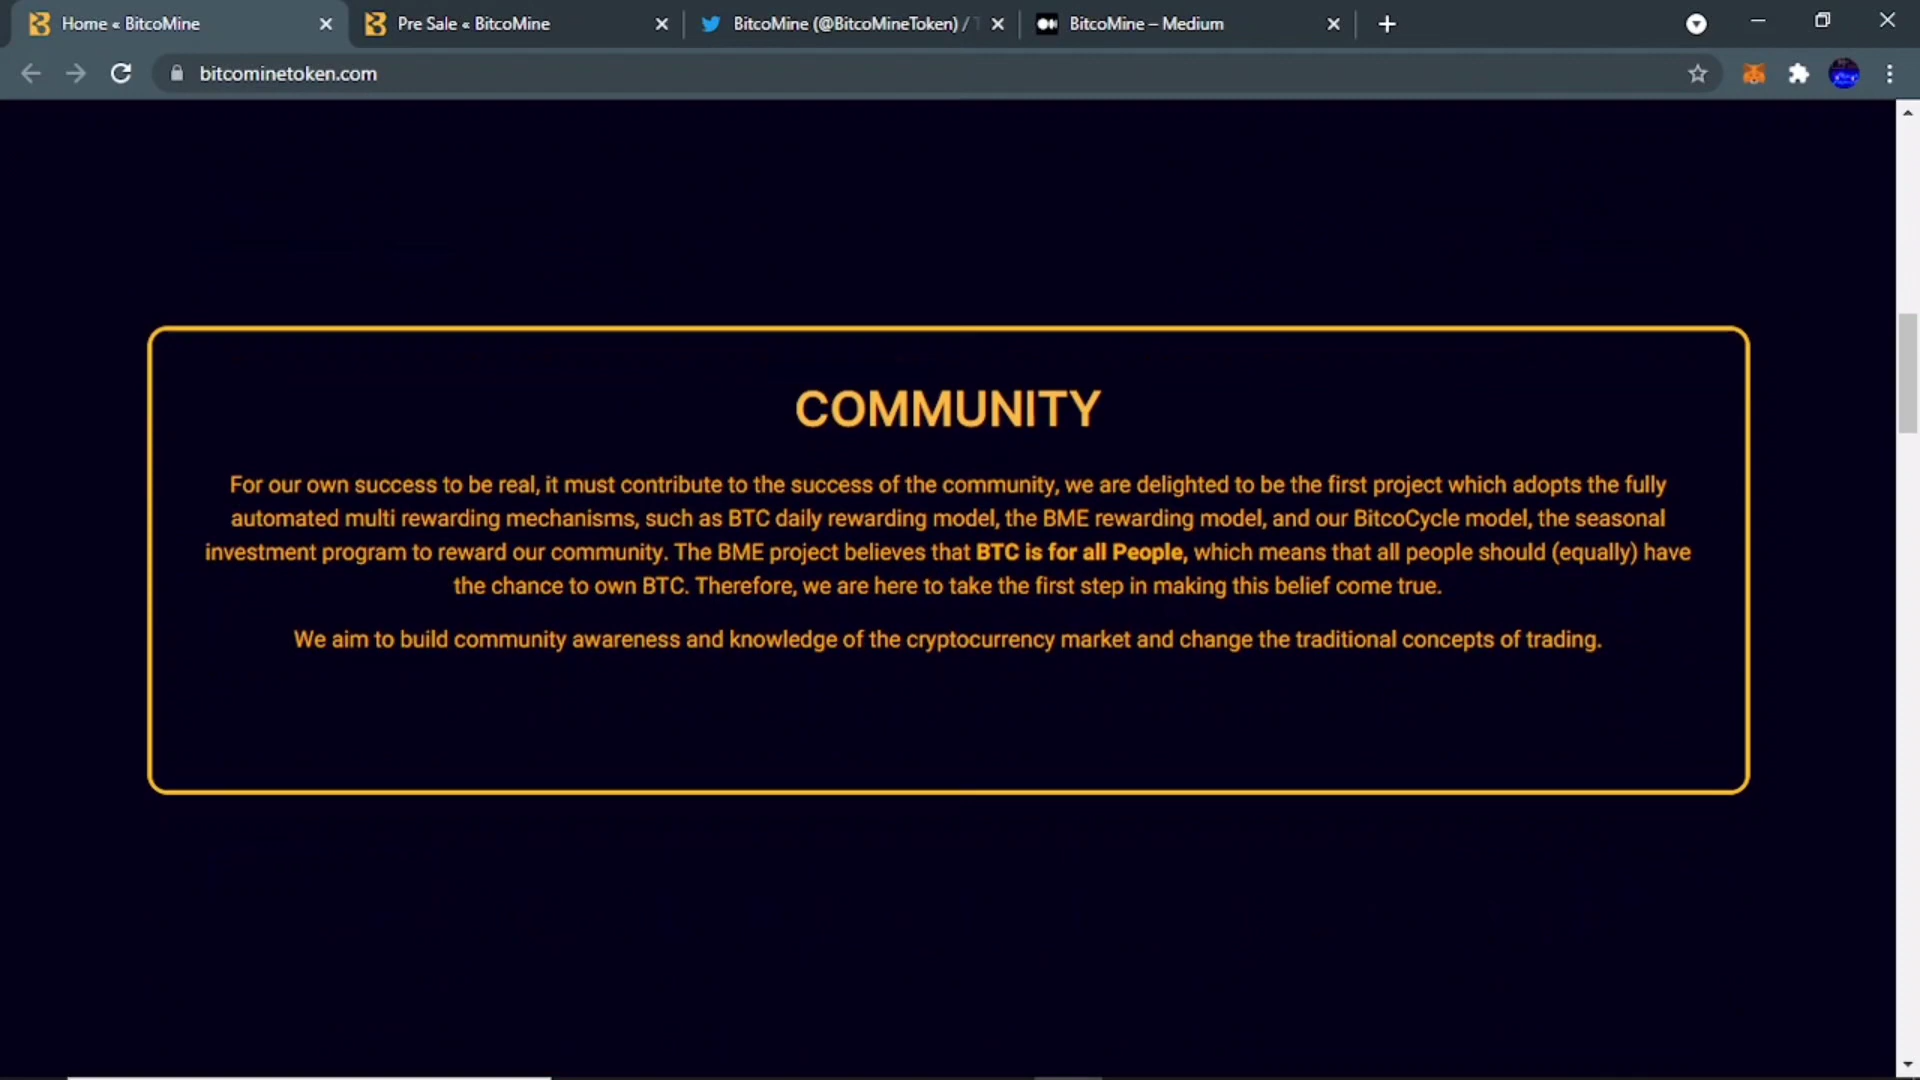 Home « BitcoMine
Pre Sale « BitcoMine
BitcoMine (@BitcoMineToken) /
BitcoMine – Medium
bitcominetoken.com
COMMUNITY
For our own success to be real, it must contribute to the success of the community, we are delighted to be the first project which adopts the fully
automated multi rewarding mechanisms, such as BTC daily rewarding model, the BME rewarding model, and our BitcoCycle model, the seasonal
investment program to reward our community. The BME project believes that BTC is for all People, which means that all people should (equally) have
the chance to own BTC. Therefore, we are here to take the first step in making this belief come true.
We aim to build community awareness and knowledge of the cryptocurrency market and change the traditional concepts of trading.